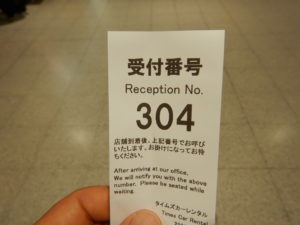 受付番号
Reception No.
304
店舗到着後、上記番号でお呼び
いたします。お掛けになってお待
ちください。
After arriving at our office.
We will notify you with the above
number. Please be seated while
waiting.
タイムズカーレンタル
Times Car Rental